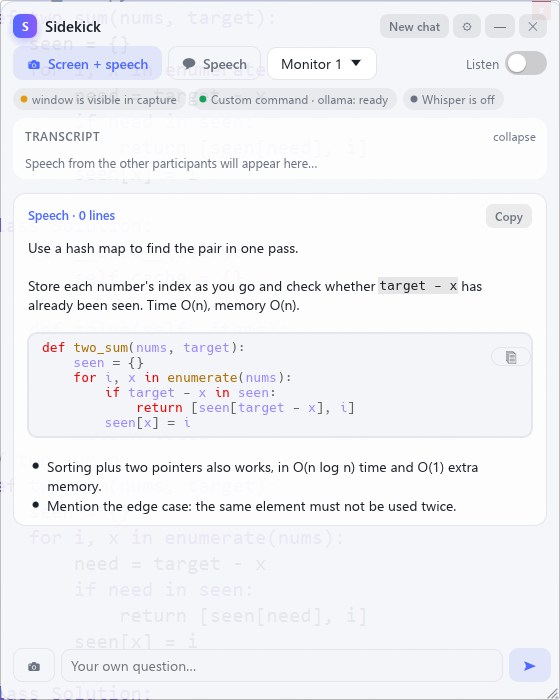 S Sidekick New chat
Screen + speech Speech Monitor 1 Listen
window is visible in capture Custom command · ollama: ready Whisper is off
TRANSCRIPT collapse
Speech from the other participants will appear here...
Speech · 0 lines Copy
Use a hash map to find the pair in one pass.
Store each number's index as you go and check whether target - x has
already been seen. Time O(n), memory O(n).
def two_sum(nums, target):
    seen = {}
    for i, x in enumerate(nums):
        if target - x in seen:
            return [seen[target - x], i]
        seen[x] = i
Sorting plus two pointers also works, in O(n log n) time and O(1) extra
memory.
Mention the edge case: the same element must not be used twice.
for i, x in enumerate(nums):
    need = target - x
    if need in seen:
        return [seen[need], i]
    seen[x] = i
Your own question...
lass Solution: